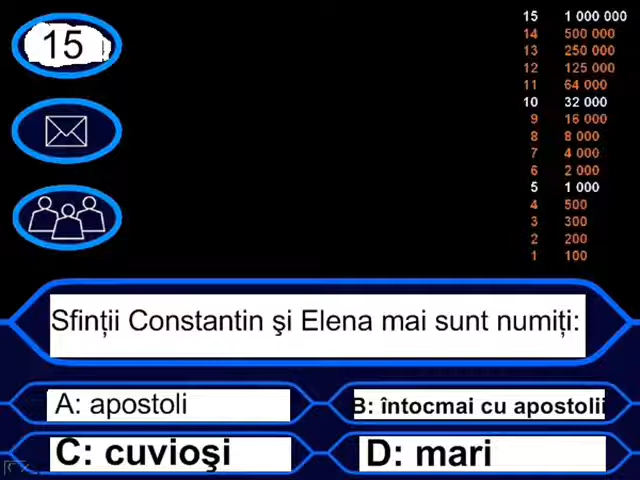 15
15 1 000 000
14 500 000
13 250 000
12 125 000
11 64 000
10 32 000
9 16 000
8 8 000
7 4 000
6 2 000
5 1 000
4 500
3 300
2 200
1 100
Sfinții Constantin şi Elena mai sunt numiți:
A: apostoli
B: întocmai cu apostolii
C: cuvioşi
D: mari